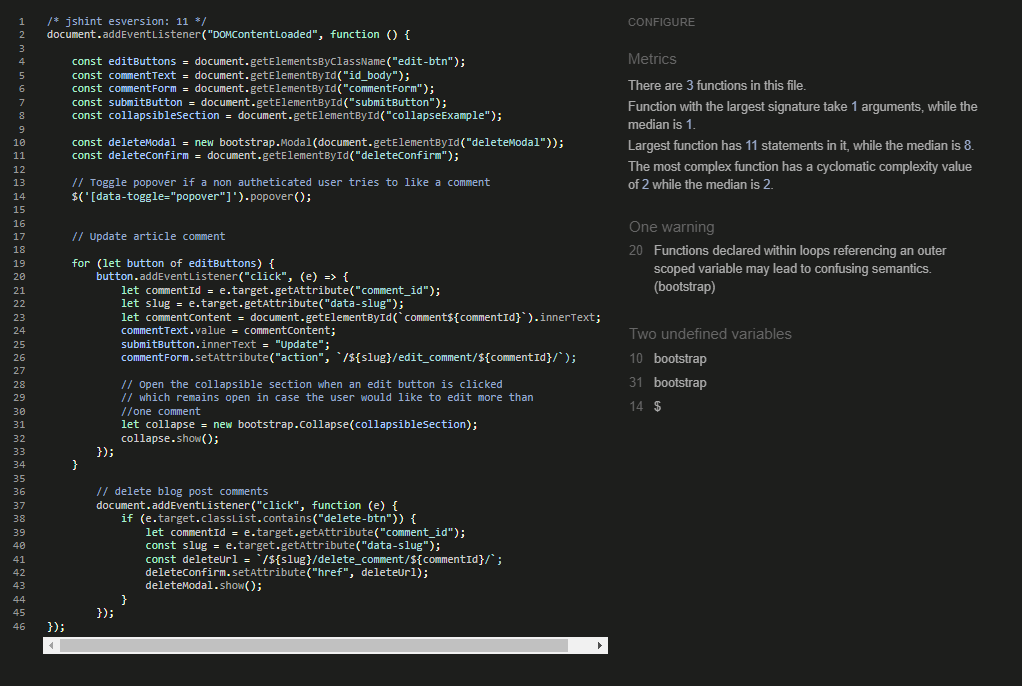 1 /* jshint esversion: 11 */
2 document.addEventListener("DOMContentLoaded", function () {
3
4     const editButtons = document.getElementsByClassName("edit-btn");
5     const commentText = document.getElementById("id_body");
6     const commentForm = document.getElementById("commentForm");
7     const submitButton = document.getElementById("submitButton");
8     const collapsibleSection = document.getElementById("collapseExample");
9
10     const deleteModal = new bootstrap.Modal(document.getElementById("deleteModal"));
11     const deleteConfirm = document.getElementById("deleteConfirm");
12
13     // Toggle popover if a non autheticated user tries to like a comment
14     $('[data-toggle="popover"]').popover();
15
16
17     // Update article comment
18
19     for (let button of editButtons) {
20         button.addEventListener("click", (e) => {
21             let commentId = e.target.getAttribute("comment_id");
22             let slug = e.target.getAttribute("data-slug");
23             let commentContent = document.getElementById(`comment${commentId}`).innerText;
24             commentText.value = commentContent;
25             submitButton.innerText = "Update";
26             commentForm.setAttribute("action", `/${slug}/edit_comment/${commentId}/`);
27
28             // Open the collapsible section when an edit button is clicked
29             // which remains open in case the user would like to edit more than
30             //one comment
31             let collapse = new bootstrap.Collapse(collapsibleSection);
32             collapse.show();
33         });
34     }
35
36         // delete blog post comments
37         document.addEventListener("click", function (e) {
38             if (e.target.classList.contains("delete-btn")) {
39                 let commentId = e.target.getAttribute("comment_id");
40                 const slug = e.target.getAttribute("data-slug");
41                 const deleteUrl = `/${slug}/delete_comment/${commentId}/`;
42                 deleteConfirm.setAttribute("href", deleteUrl);
43                 deleteModal.show();
44             }
45         });
46 });
CONFIGURE
Metrics
There are 3 functions in this file.
Function with the largest signature take 1 arguments, while the
median is 1.
Largest function has 11 statements in it, while the median is 8.
The most complex function has a cyclomatic complexity value
of 2 while the median is 2.
One warning
20 Functions declared within loops referencing an outer
scoped variable may lead to confusing semantics.
(bootstrap)
Two undefined variables
10 bootstrap
31 bootstrap
14 $